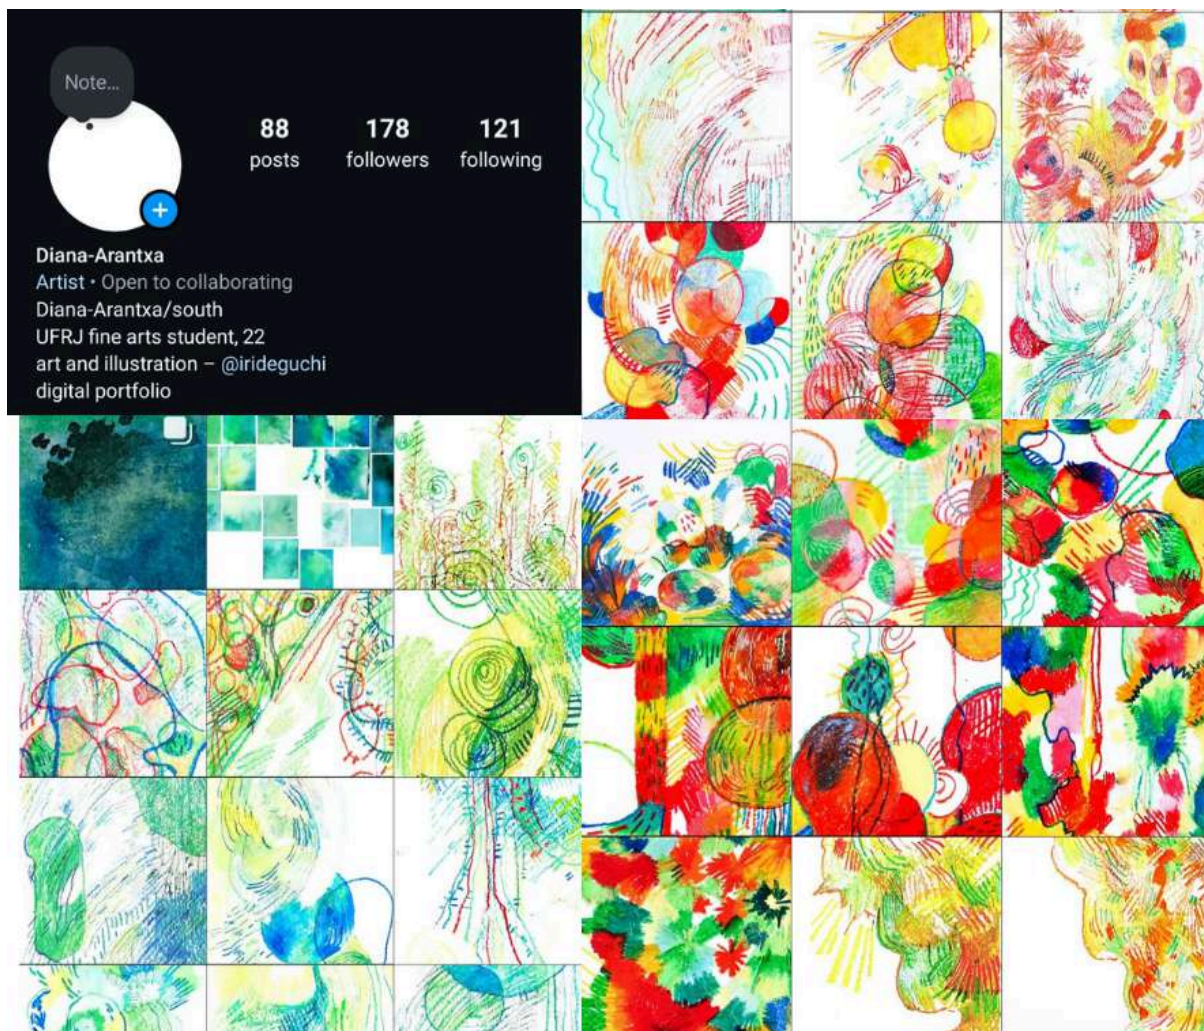 Note...
88 178 121
posts followers following
Diana-Arantxa
Artist • Open to collaborating
Diana-Arantxa/south
UFRJ fine arts student, 22
art and illustration – @irideguchi
digital portfolio